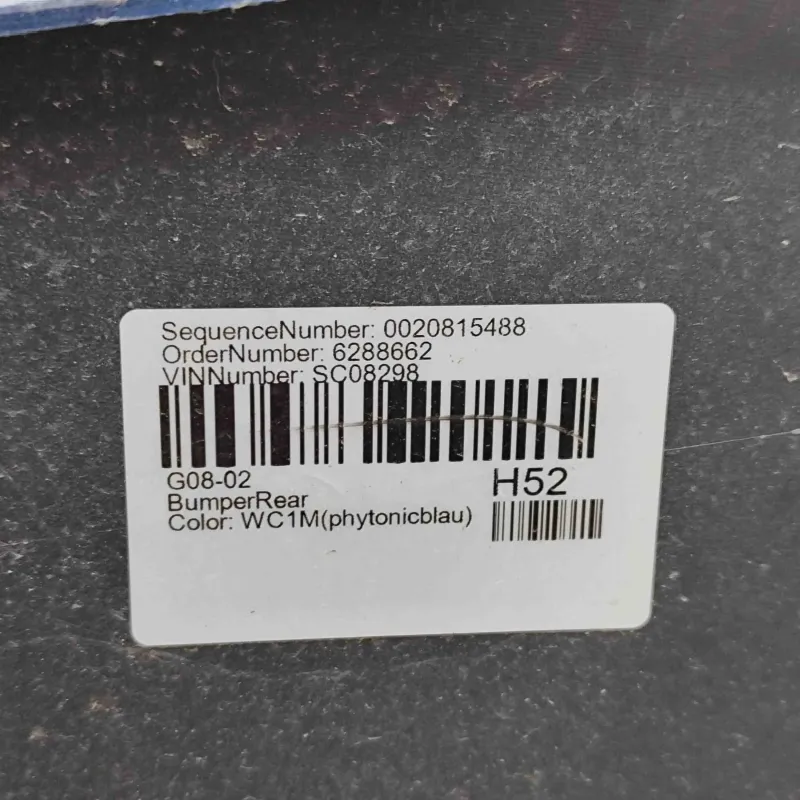 SequenceNumber: 0020815488
OrderNumber: 6288662
VINNumber: SC08298
G08-02
H52
BumperRear
Color: WC1M(phytonicblau)